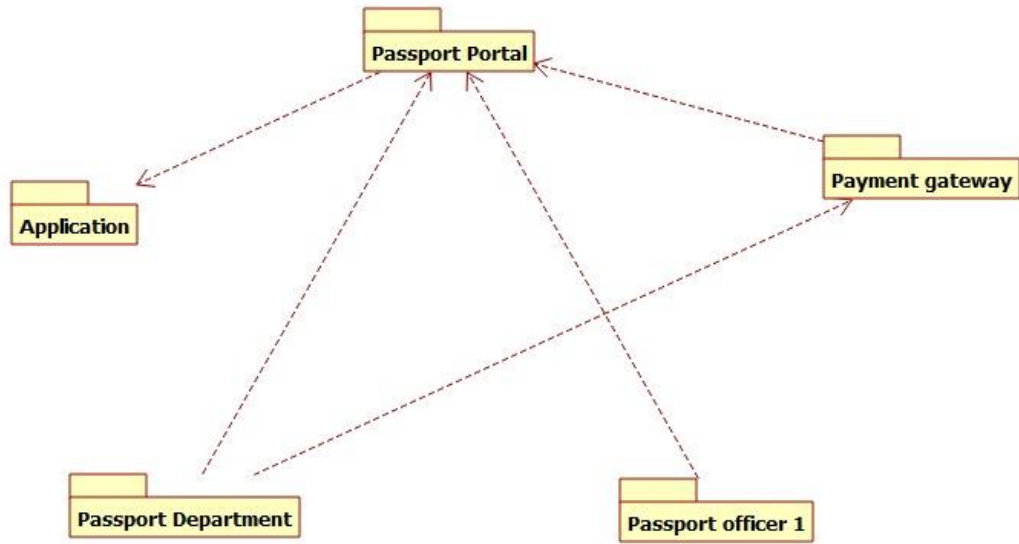 Passport Portal
Payment gateway
Application
Passport Department
Passport officer 1